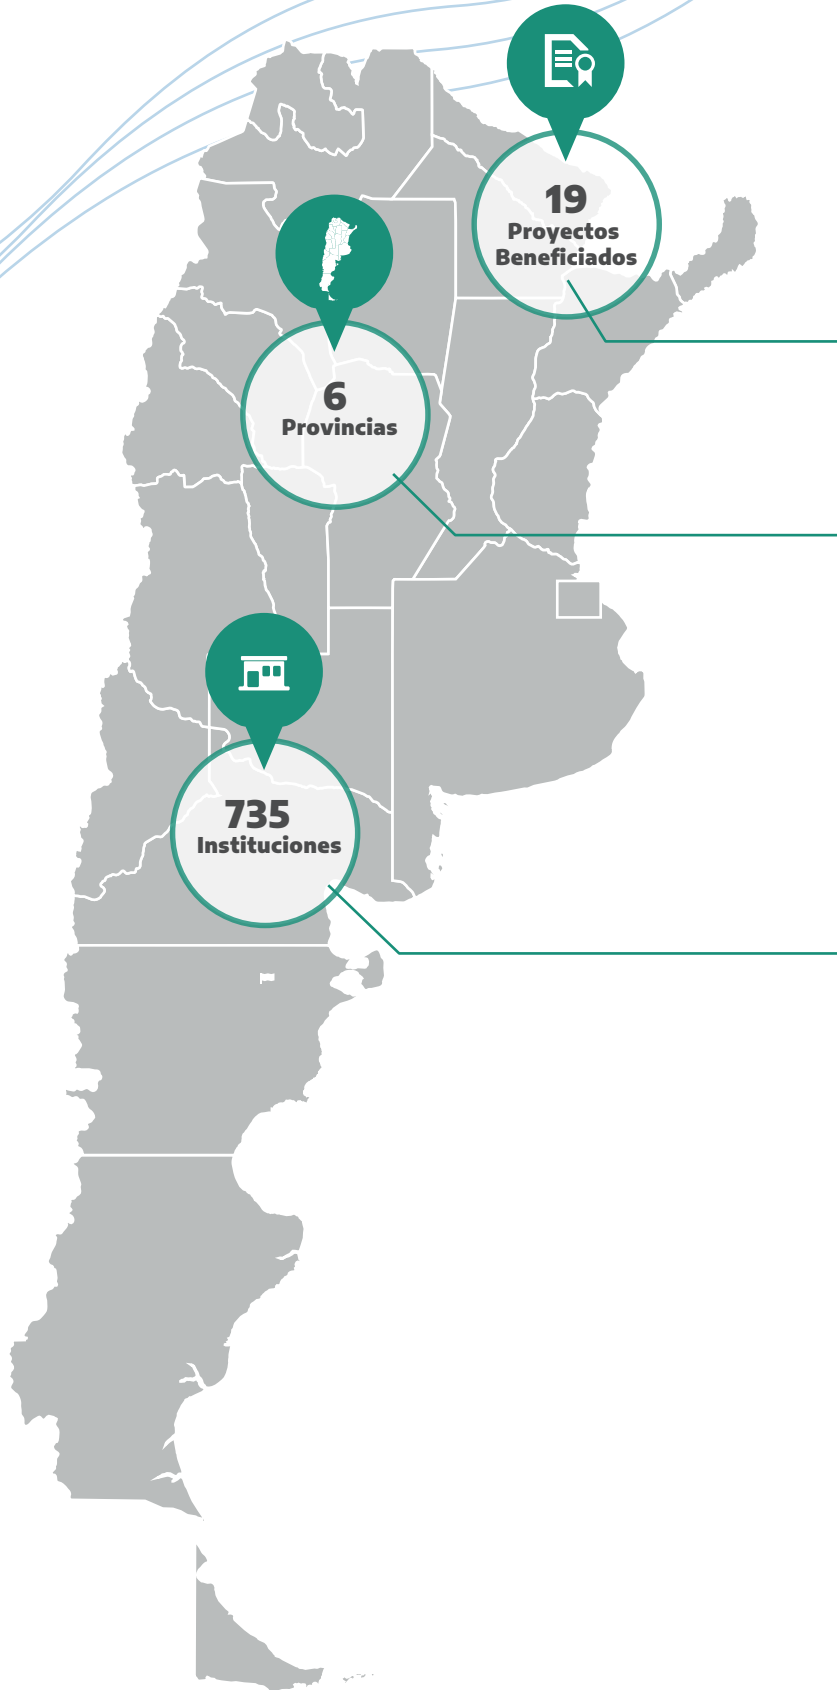 19
Proyectos
Beneficiados
6
Provincias
735
Instituciones